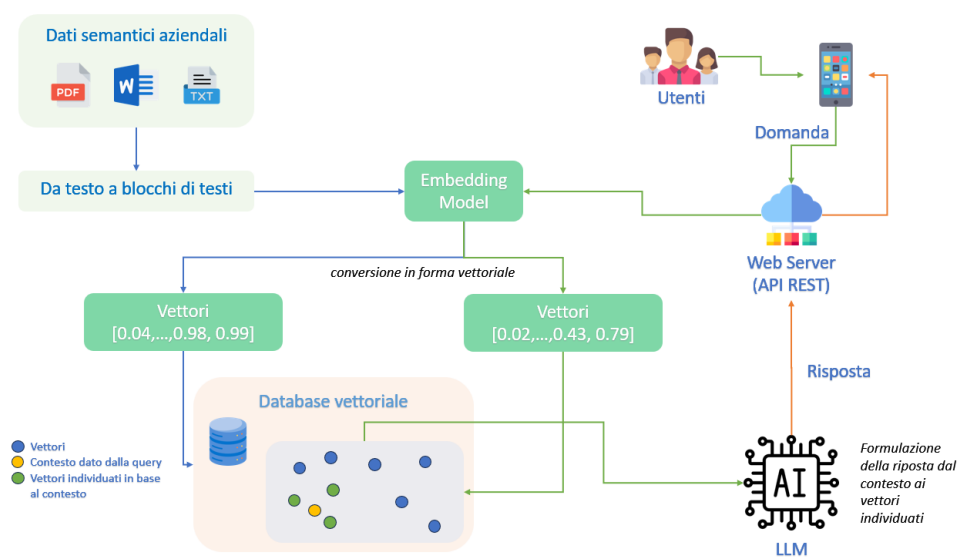 Dati semantici aziendali
PDF
W
TXT
Utenti
Domanda
Da testo a blocchi di testi
Embedding
Model
Web Server
(API REST)
conversione in forma vettoriale
Vettori
[0.04,...,0.98, 0.99]
Vettori
[0.02,...,0.43, 0.79]
Risposta
Database vettoriale
Vettori
Contesto dato dalla query
Vettori individuati in base
al contesto
AI
LLM
Formulazione
della riposta dal
contesto ai
vettori
individuati